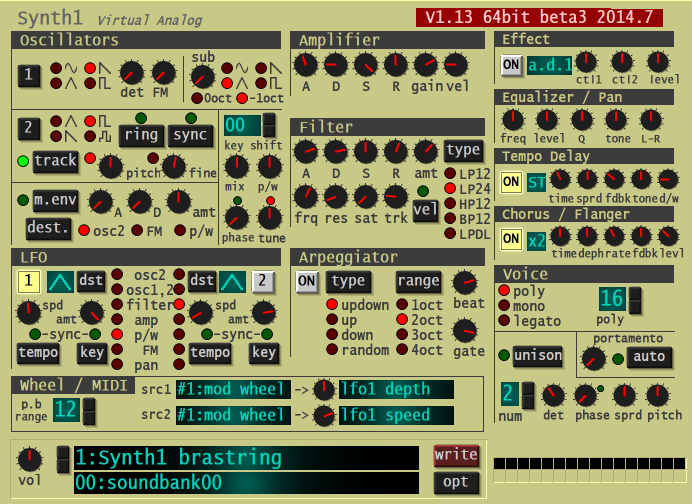 Synth1 Virtual Analog
V1.13 64bit beta3 2014.7
Oscillators
1
det FM
sub
0oct -1oct
2
ring sync
track
pitch fine
00
key shift
mix p/w
phase tune
m.env
A D amt
dest.
osc2 FM p/w
Amplifier
A D S R gain vel
Filter
A D S R amt
type
LP12
LP24
HP12
BP12
LPDL
frq res sat trk
vel
Effect
ON a.d.1
ctl1 ctl2 level
Equalizer / Pan
freq level Q tone L-R
Tempo Delay
ON ST
time sprd fdbk tone d/w
Chorus / Flanger
ON x2
time deph rate fdbk levl
LFO
1 dst
spd amt
sync
tempo key
osc2
osc1,2
filter
amp
p/w
FM
pan
dst 2
spd amt
sync
tempo key
Arpeggiator
ON type range
updown
up
down
random
1oct
2oct
3oct
4oct
beat
gate
Voice
poly
mono
legato
16
poly
unison
portamento
auto
2
num det phase sprd pitch
Wheel / MIDI
p.b
range
12
src1 #1:mod wheel -> lfo1 depth
src2 #1:mod wheel -> lfo1 speed
vol
1:Synth1 brastring
00:soundbank00
write
opt